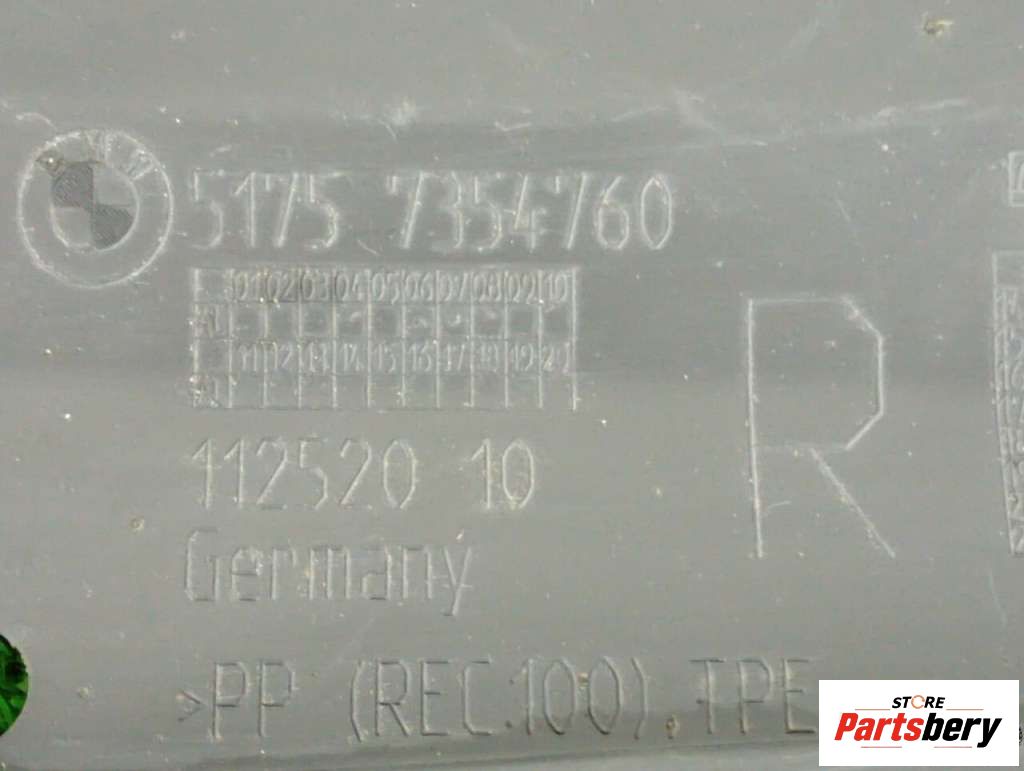 BMW
5175 7354760
01 02 03 04 05 06 07 08 09 10
11 12 13 14 15 16 17 18 19 20
112520 10
R
Germany
>PP (REC.100),TPE
STORE
Partsbery